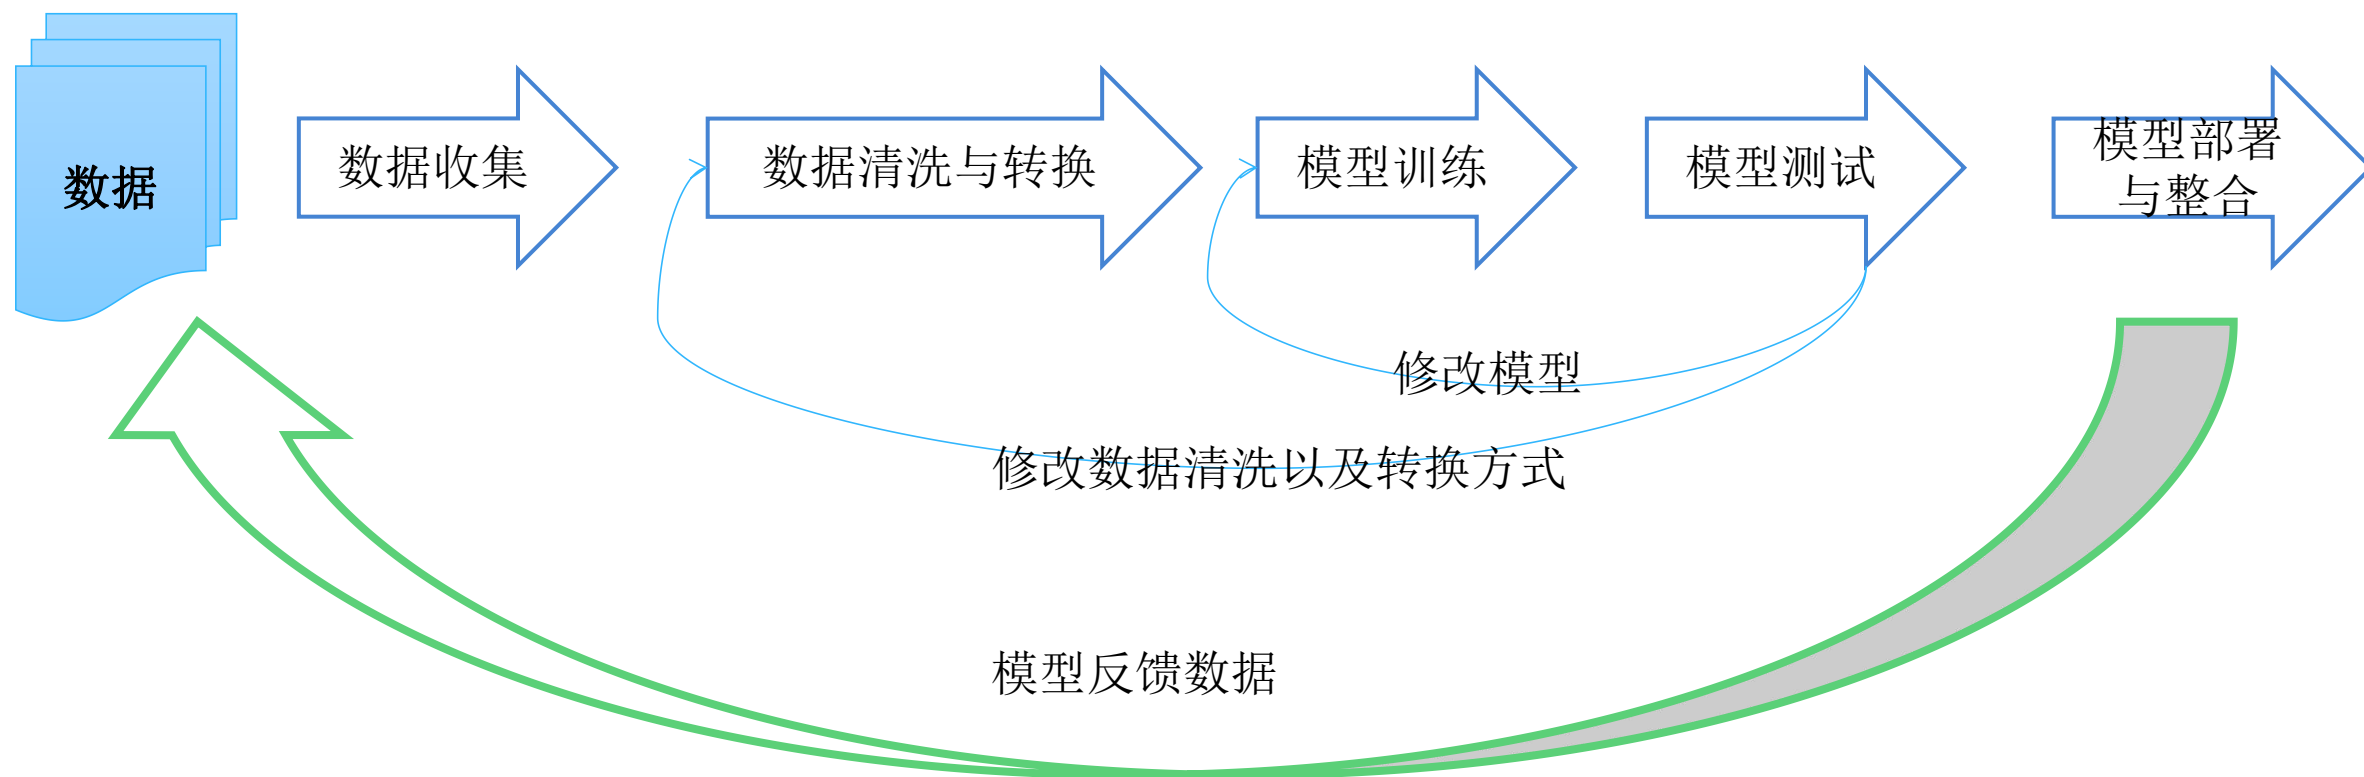 数据
数据收集
数据清洗与转换
模型训练
模型测试
模型部署
与整合
修改模型
修改数据清洗以及转换方式
模型反馈数据